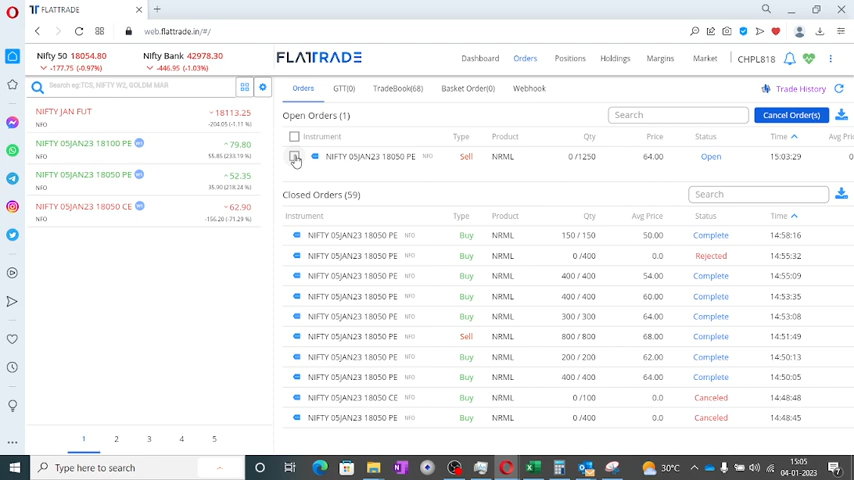 FLATTRADE
web.flattrade.in/#/
Nifty 50 18054.80
-177.75 (-0.97%)
Nifty Bank 42978.30
-446.95 (-1.03%)
FLATTRADE
Dashboard Orders Positions Holdings Margins Market CHPL818
Search eg:TCS, NIFTY W2, GOLDM MAR
NIFTY JAN FUT 18113.25
NFO -204.05 (-1.11 %)
NIFTY 05JAN23 18100 PE 79.80
NFO 55.85 (233.19 %)
NIFTY 05JAN23 18050 PE 52.35
NFO 35.90 (218.24 %)
NIFTY 05JAN23 18050 CE 62.90
NFO -156.20 (-71.29 %)
1 2 3 4 5
Orders GTT(0) TradeBook(68) Basket Order(0) Webhook Trade History
Open Orders (1) Search Cancel Order(s)
Instrument Type Product Qty Price Status Time Avg Pric
NIFTY 05JAN23 18050 PE NFO Sell NRML 0 /1250 64.00 Open 15:03:29
Closed Orders (59) Search
Instrument Type Product Qty Avg Price Status Time
NIFTY 05JAN23 18050 PE NFO Buy NRML 150 / 150 50.00 Complete 14:58:16
NIFTY 05JAN23 18050 PE NFO Buy NRML 0 /400 0.0 Rejected 14:55:32
NIFTY 05JAN23 18050 PE NFO Buy NRML 400 / 400 54.00 Complete 14:55:09
NIFTY 05JAN23 18050 PE NFO Buy NRML 400 / 400 60.00 Complete 14:53:35
NIFTY 05JAN23 18050 PE NFO Buy NRML 300 / 300 64.00 Complete 14:53:08
NIFTY 05JAN23 18050 PE NFO Sell NRML 800 / 800 68.00 Complete 14:51:49
NIFTY 05JAN23 18050 PE NFO Buy NRML 200 / 200 62.00 Complete 14:50:13
NIFTY 05JAN23 18050 PE NFO Buy NRML 400 / 400 64.00 Complete 14:50:05
NIFTY 05JAN23 18050 CE NFO Buy NRML 0 /100 0.0 Canceled 14:48:48
NIFTY 05JAN23 18050 PE NFO Buy NRML 0 /400 0.0 Canceled 14:48:45
Type here to search
30°C
15:05
04-01-2023